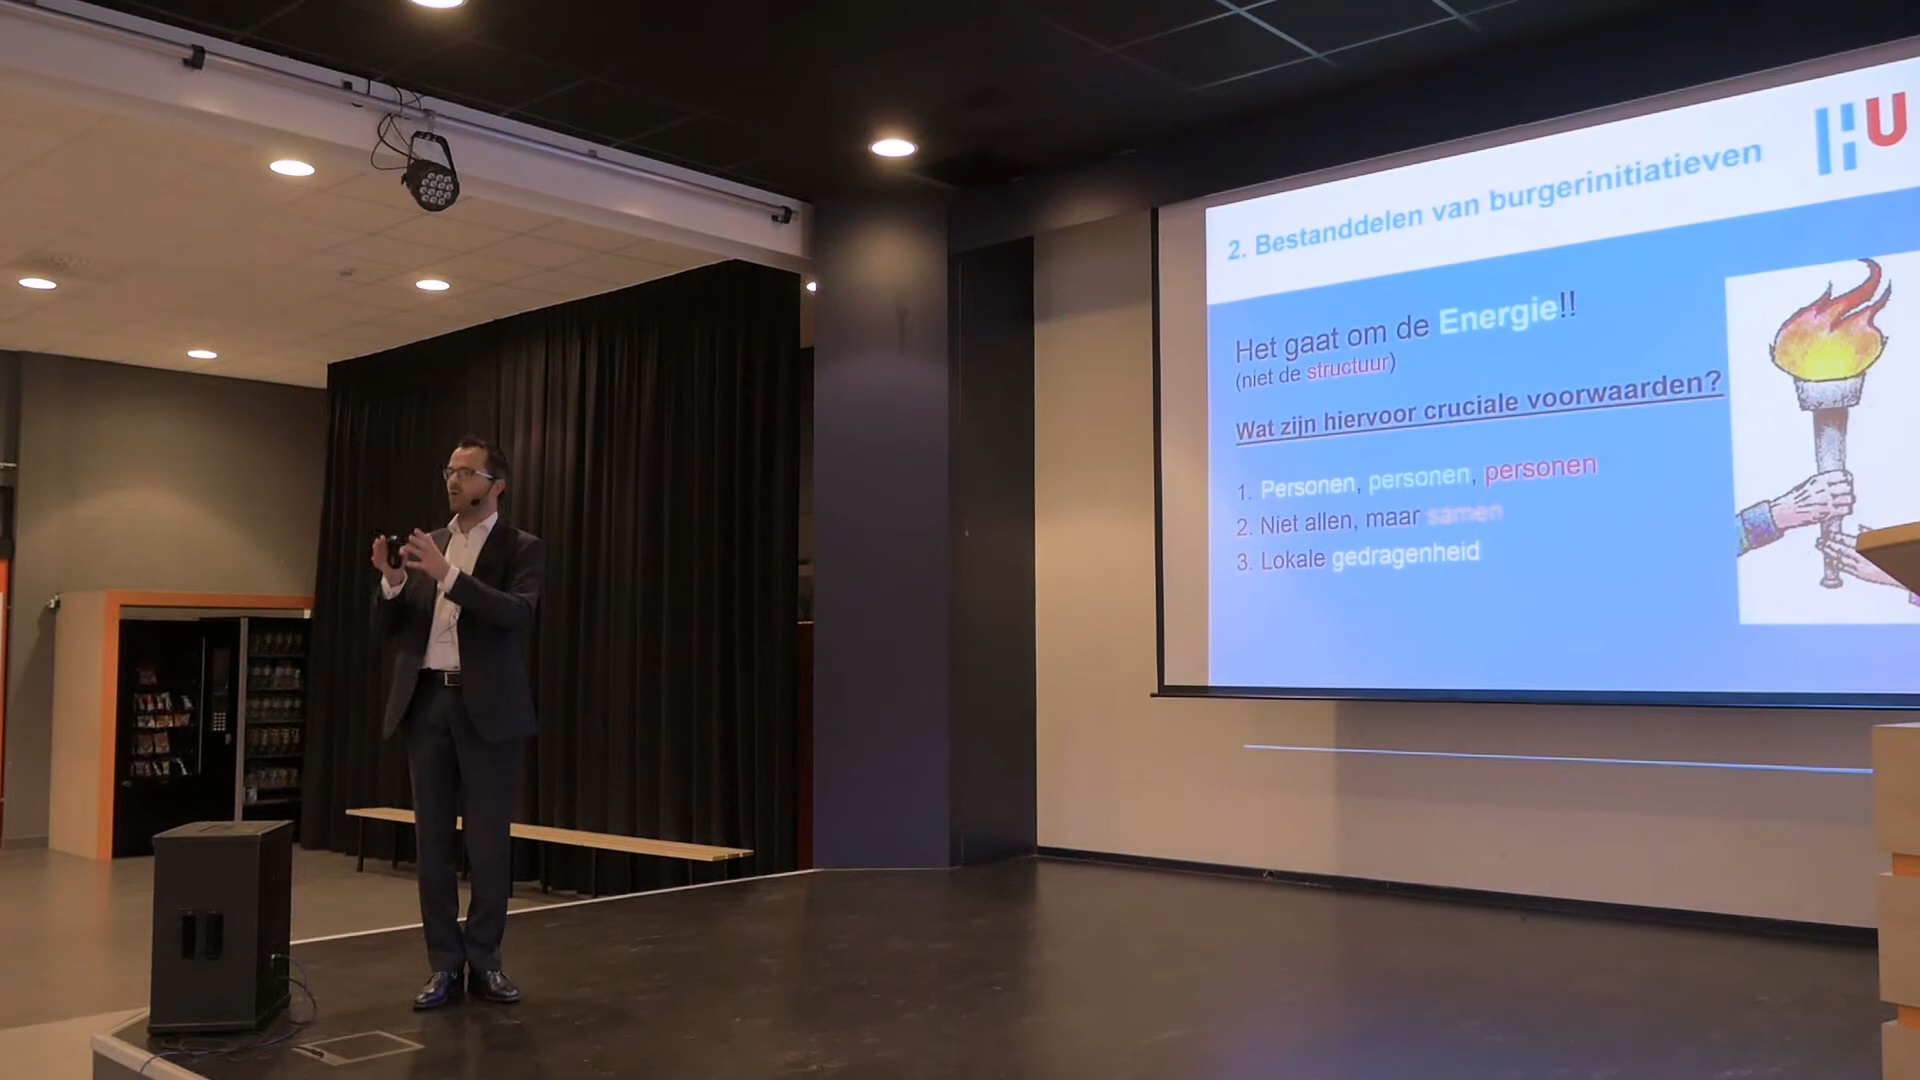 2. Bestanddelen van burgerinitiatieven
HU
Het gaat om de Energie!!
(niet de structuur)
Wat zijn hiervoor cruciale voorwaarden?
1. Personen, personen, personen
2. Niet allen, maar samen
3. Lokale gedragenheid